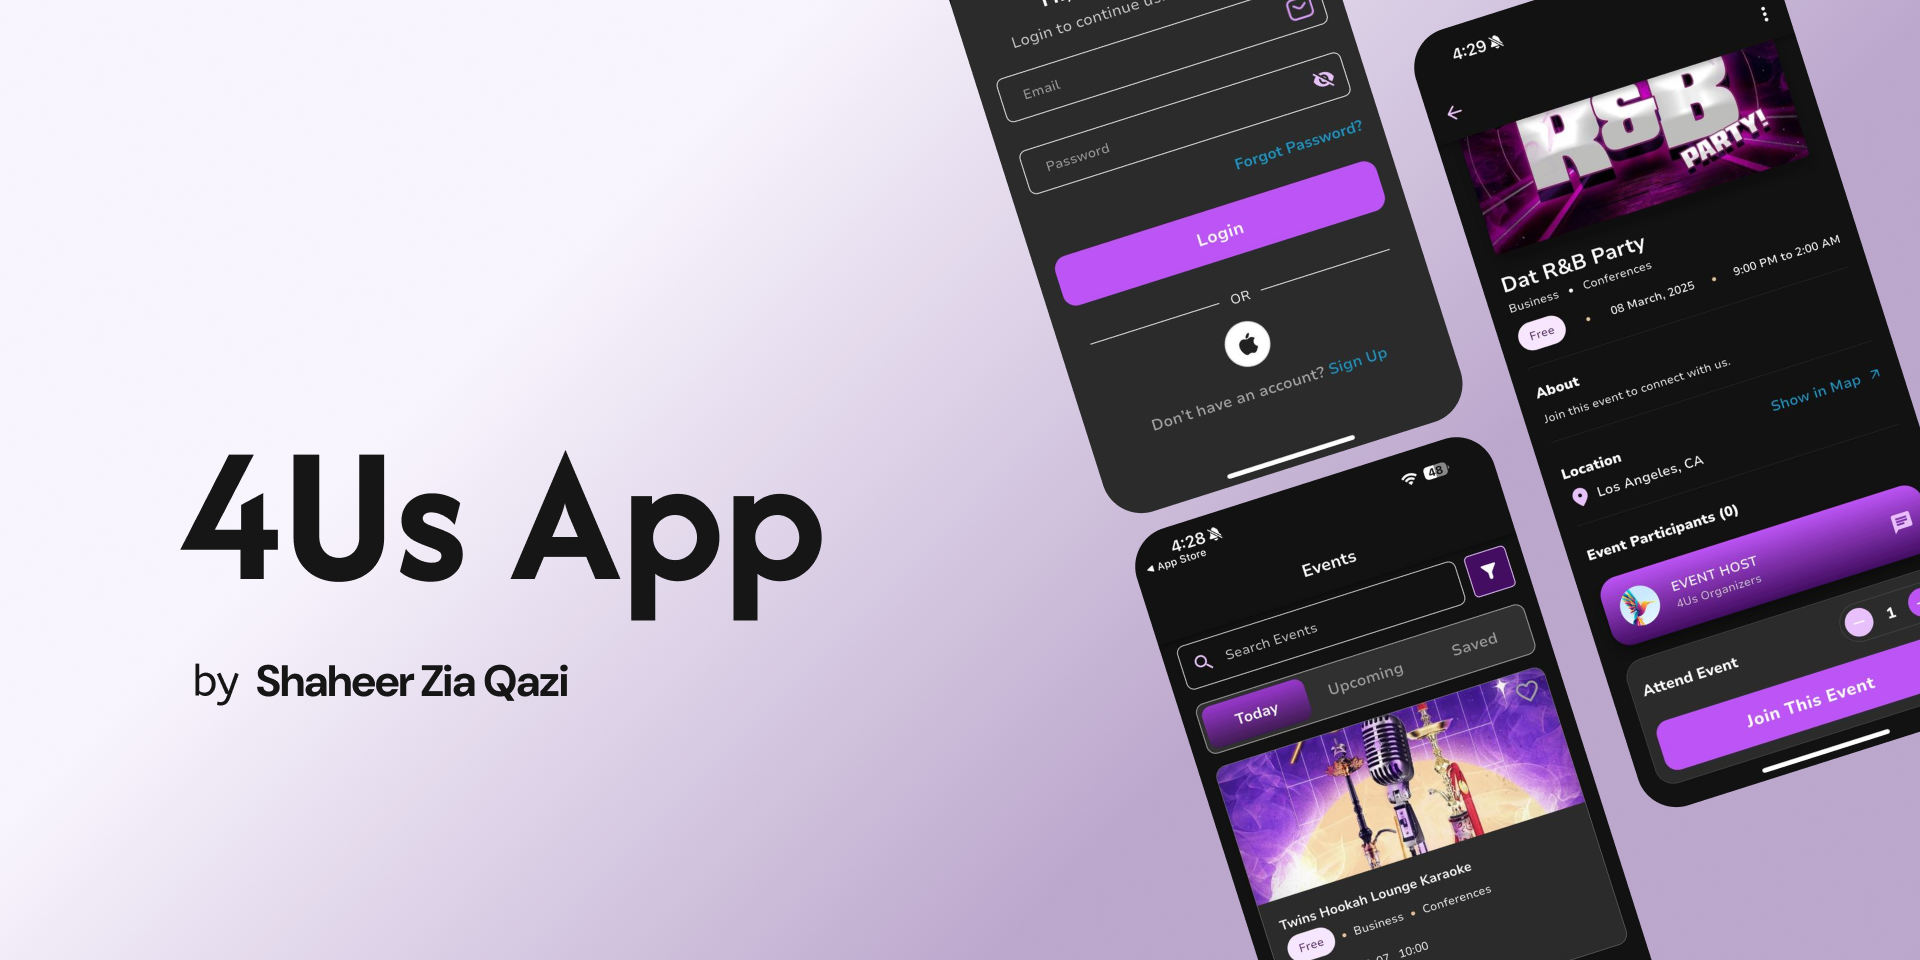 4Us App
by Shaheer Zia Qazi
Login to continue us
Email
Password
Forgot Password?
Login
OR
Don't have an account? Sign Up
4:28
App Store
48
Events
Search Events
Today
Upcoming
Saved
Twins Hookah Lounge Karaoke
Free • Business • Conferences
07 10:00
4:29
R&B
PARTY!
Dat R&B Party
Business • Conferences
Free • 08 March, 2025 • 9:00 PM to 2:00 AM
About
Join this event to connect with us.
Show in Map
Location
Los Angeles, CA
Event Participants (0)
EVENT HOST
4Us Organizers
Attend Event
1
Join This Event